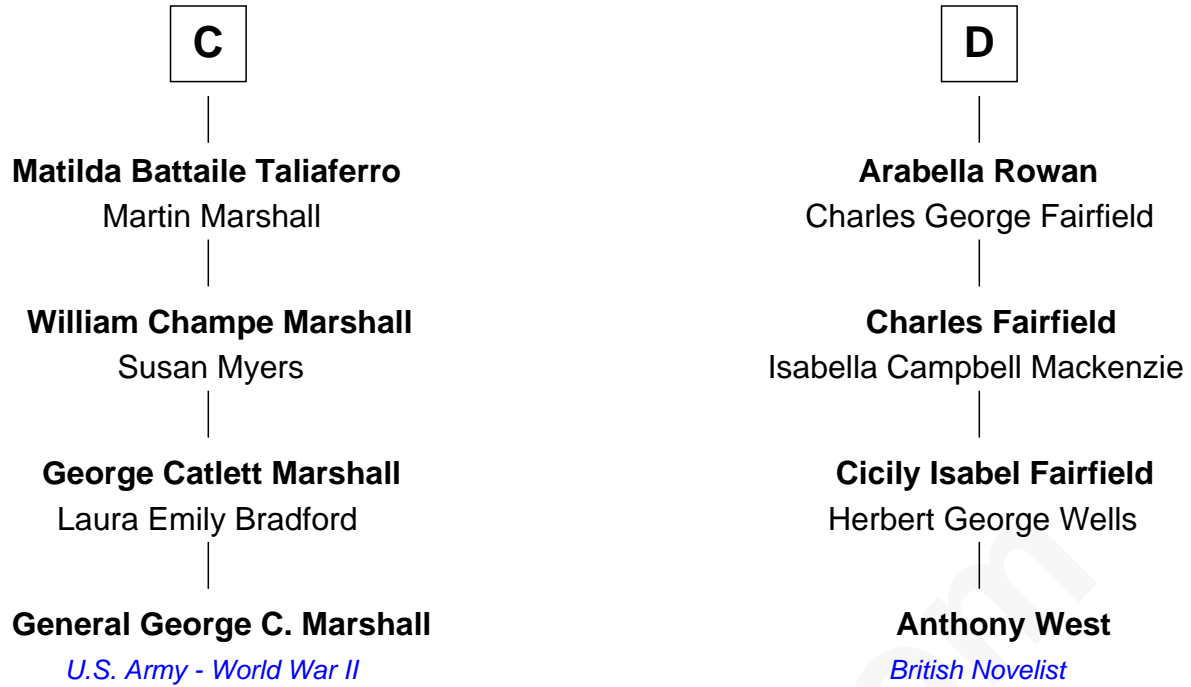 C
Matilda Battaile Taliaferro
Martin Marshall
William Champe Marshall
Susan Myers
George Catlett Marshall
Laura Emily Bradford
General George C. Marshall
U.S. Army - World War II
D
Arabella Rowan
Charles George Fairfield
Charles Fairfield
Isabella Campbell Mackenzie
Cicily Isabel Fairfield
Herbert George Wells
Anthony West
British Novelist